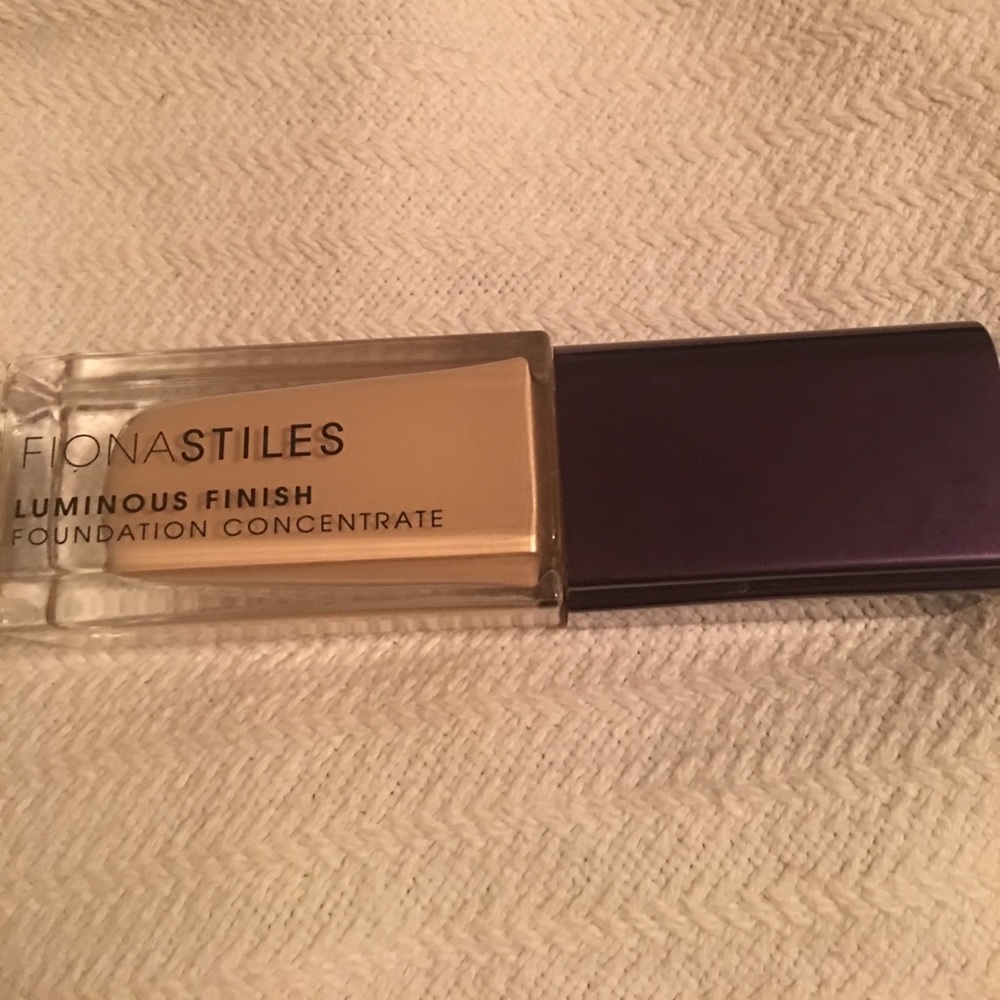 FIONASTILES
LUMINOUS FINISH
FOUNDATION CONCENTRATE